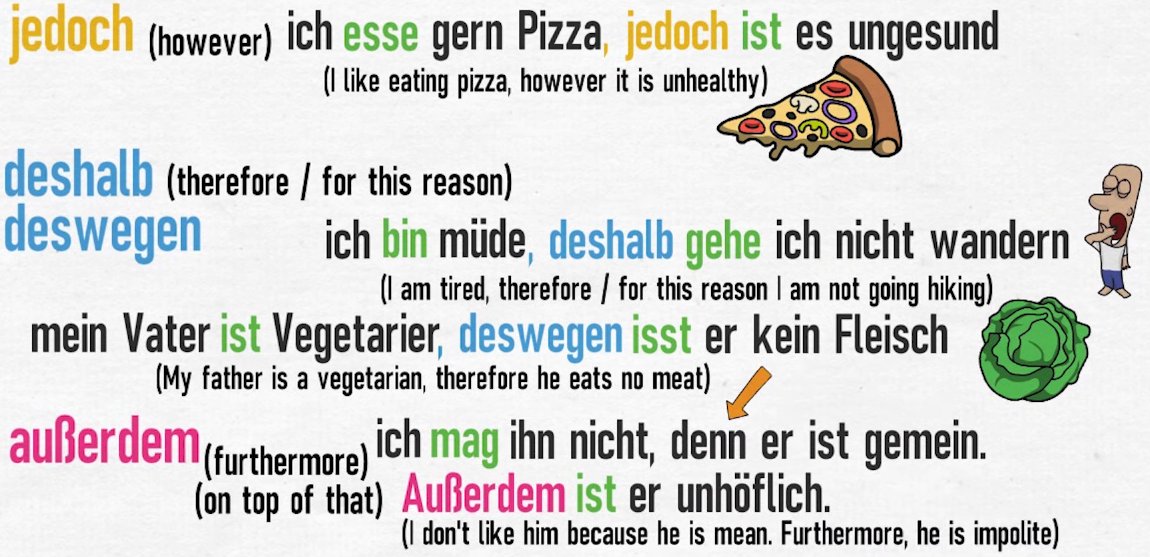 jedoch (however) ich esse gern Pizza, jedoch ist es ungesund
(I like eating pizza, however it is unhealthy)
deshalb (therefore / for this reason)
deswegen
ich bin müde, deshalb gehe ich nicht wandern
(I am tired, therefore / for this reason I am not going hiking)
mein Vater ist Vegetarier, deswegen isst er kein Fleisch
(My father is a vegetarian, therefore he eats no meat)
außerdem (furthermore) ich mag ihn nicht, denn er ist gemein.
(on top of that) Außerdem ist er unhöflich.
(I don't like him because he is mean. Furthermore, he is impolite)